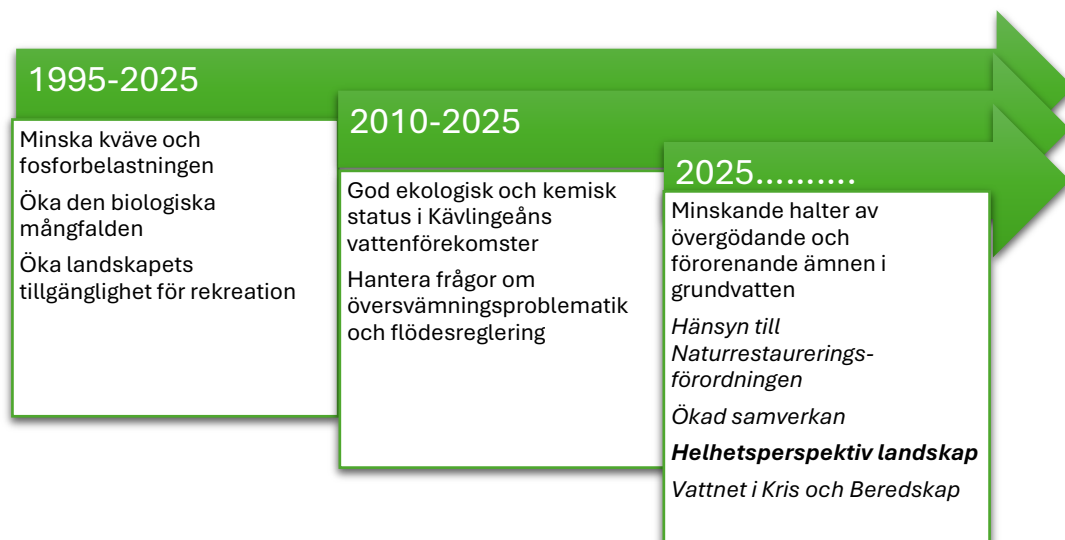 1995-2025
Minska kväve och
fosforbelastningen
Öka den biologiska
mångfalden
Öka landskapets
tillgänglighet för rekreation
2010-2025
God ekologisk och kemisk
status i Kävlingeåns
vattenförekomster
Hantera frågor om
översvämningsproblematik
och flödesreglering
2025……….
Minskande halter av
övergödande och
förorenande ämnen i
grundvatten
Hänsyn till
Naturrestaurerings-
förordningen
Ökad samverkan
Helhetsperspektiv landskap
Vattnet i Kris och Beredskap